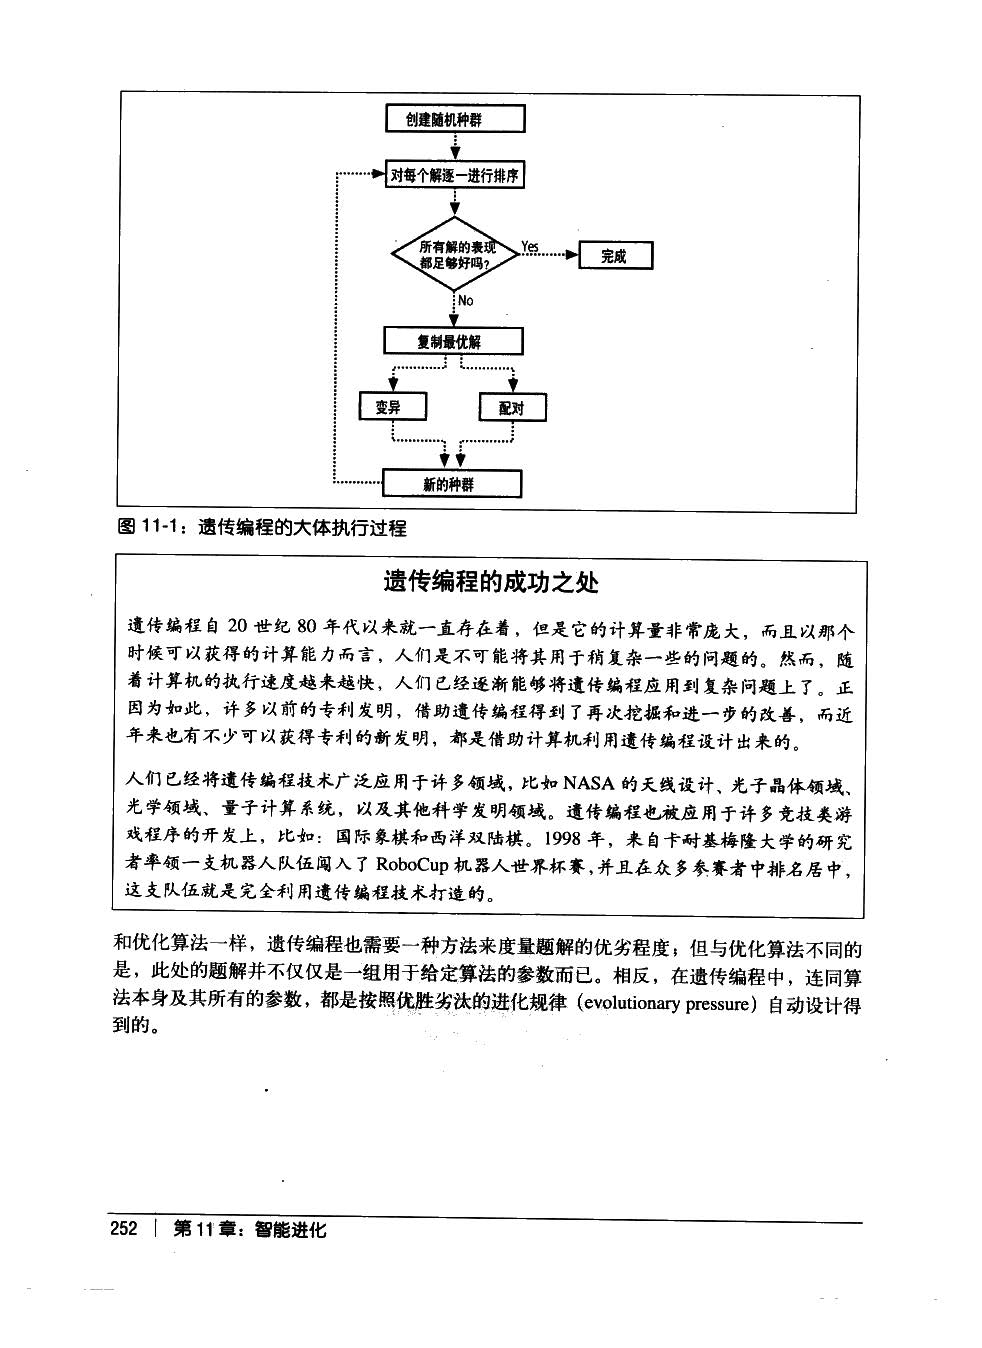 创建随机种群
对每个解逐一进行排序
所有解的表现
都足够好吗?
Yes
完成
No
复制最优解
变异
配对
新的种群
图 11-1：遗传编程的大体执行过程
遗传编程的成功之处
遗传编程自 20 世纪 80 年代以来就一直存在着，但是它的计算量非常庞大，而且以那个
时候可以获得的计算能力而言，人们是不可能将其用于稍复杂一些的问题的。然而，随
着计算机的执行速度越来越快，人们已经逐渐能够将遗传编程应用到复杂问题上了。正
因为如此，许多以前的专利发明，借助遗传编程得到了再次挖掘和进一步的改善，而近
年来也有不少可以获得专利的新发明，都是借助计算机利用遗传编程设计出来的。
人们已经将遗传编程技术广泛应用于许多领域，比如 NASA 的天线设计、光子晶体领域、
光学领域、量子计算系统，以及其他科学发明领域。遗传编程也被应用于许多竞技类游
戏程序的开发上，比如：国际象棋和西洋双陆棋。1998 年，来自卡耐基梅隆大学的研究
者率领一支机器人队伍闯入了 RoboCup 机器人世界杯赛，并且在众多参赛者中排名居中，
这支队伍就是完全利用遗传编程技术打造的。
和优化算法一样，遗传编程也需要一种方法来度量题解的优劣程度；但与优化算法不同的
是，此处的题解并不仅仅是一组用于给定算法的参数而已。相反，在遗传编程中，连同算
法本身及其所有的参数，都是按照优胜劣汰的进化规律（evolutionary pressure）自动设计得
到的。
252 | 第 11 章：智能进化